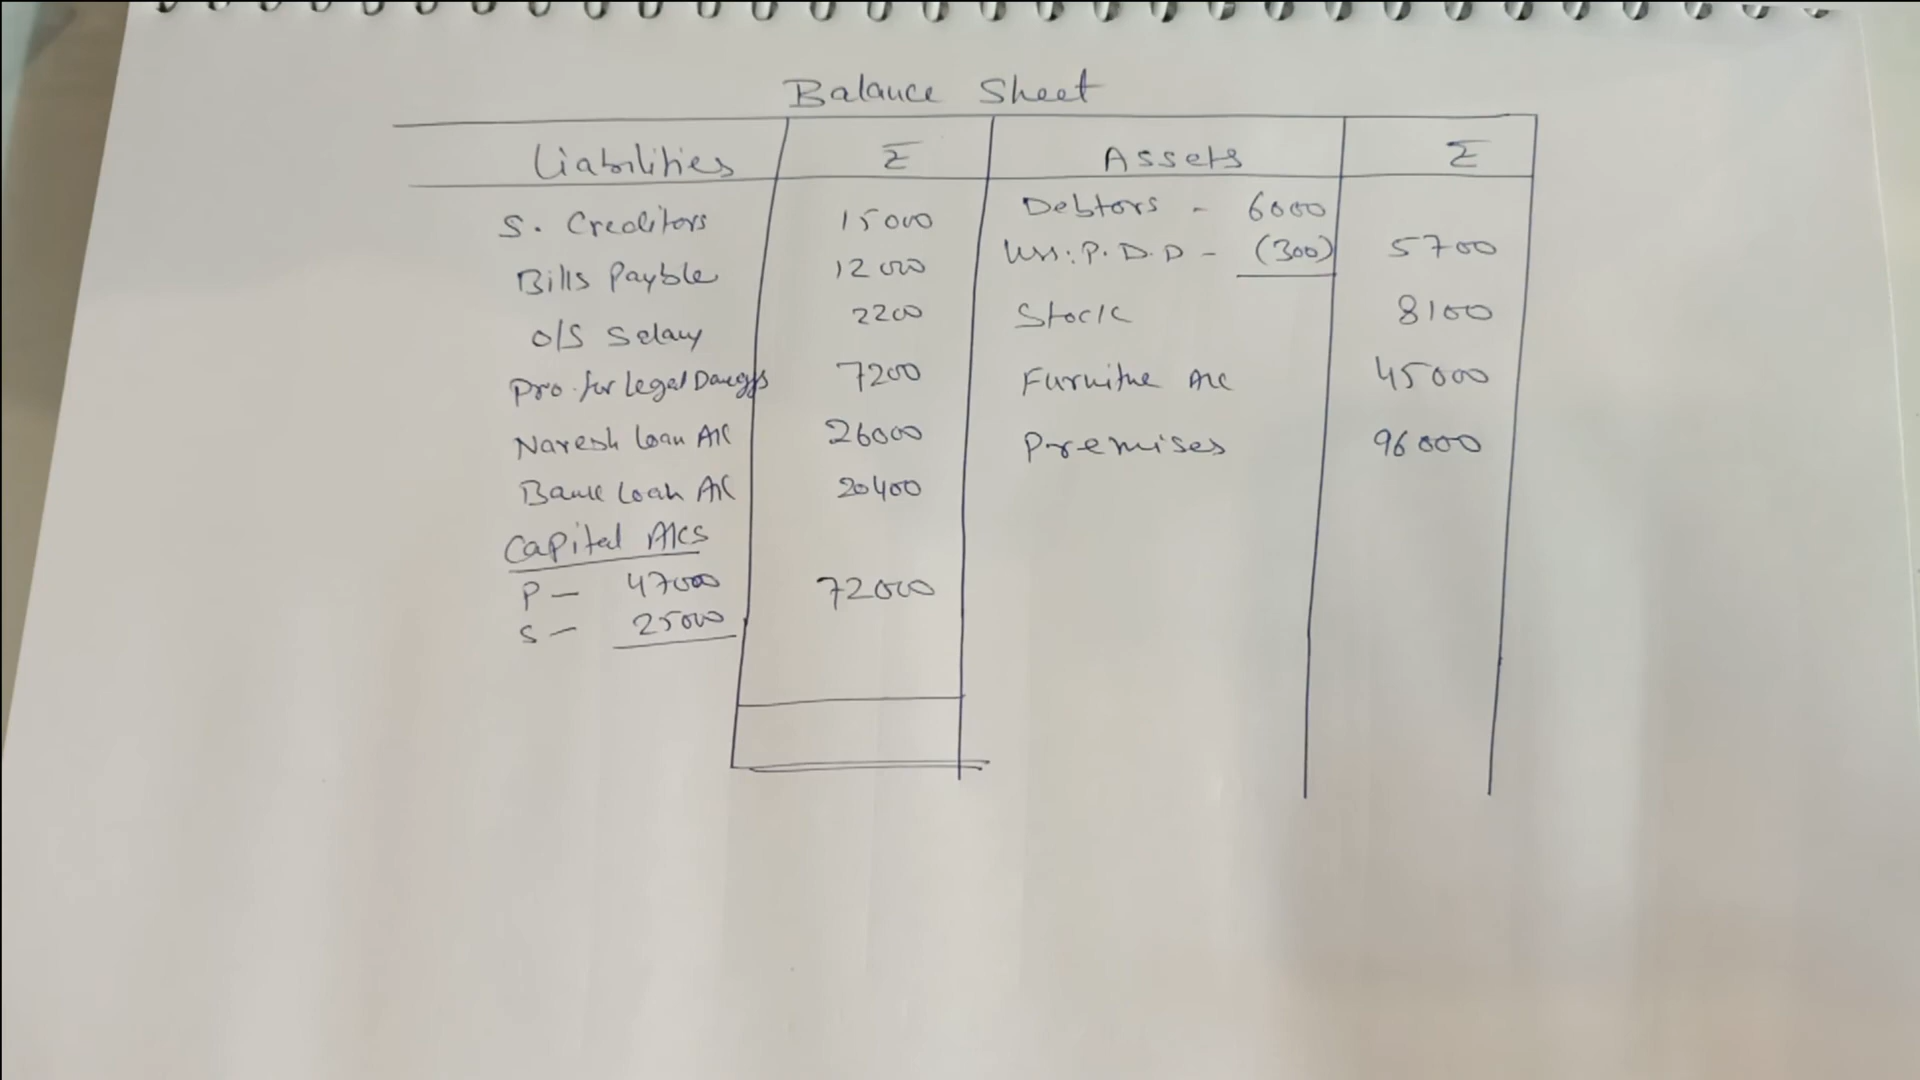 Balance Sheet
Liabilities ₹ Assets ₹
S. Creditors 15000 Debtors - 6000
Bills Payble 12000 Less: P.D.D - (300) 5700
O/S Salary 2200 Stock 8100
Pro. for Legal 7200 Furniture A/c 45000
Naresh Loan A/C 26000 Premises 96000
Bank Loan A/C 20400
Capital A/cs
P — 47000 72000
S — 25000